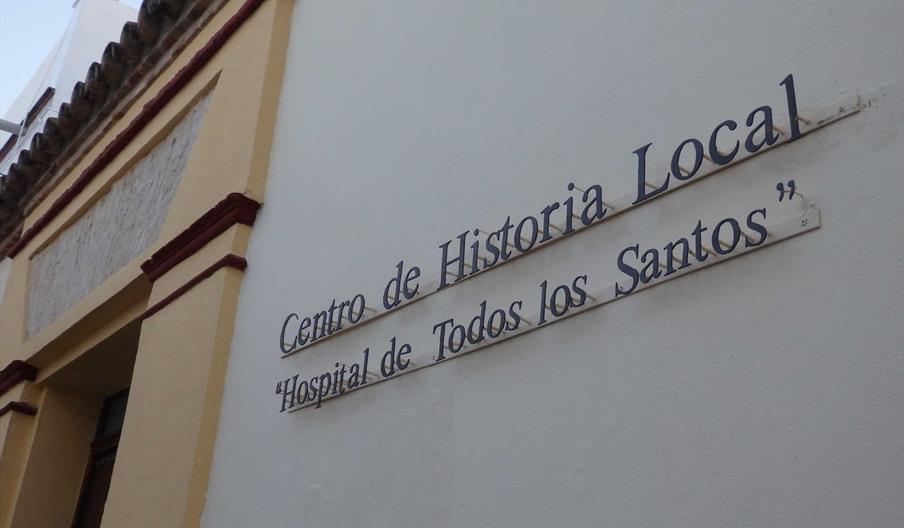 Centro de Historia Local
“Hospital de Todos los Santos”